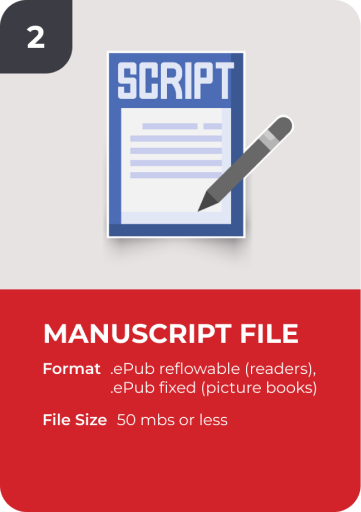 2
SCRIPT
MANUSCRIPT FILE
Format .ePub reflowable (readers),
.ePub fixed (picture books)
File Size 50 mbs or less